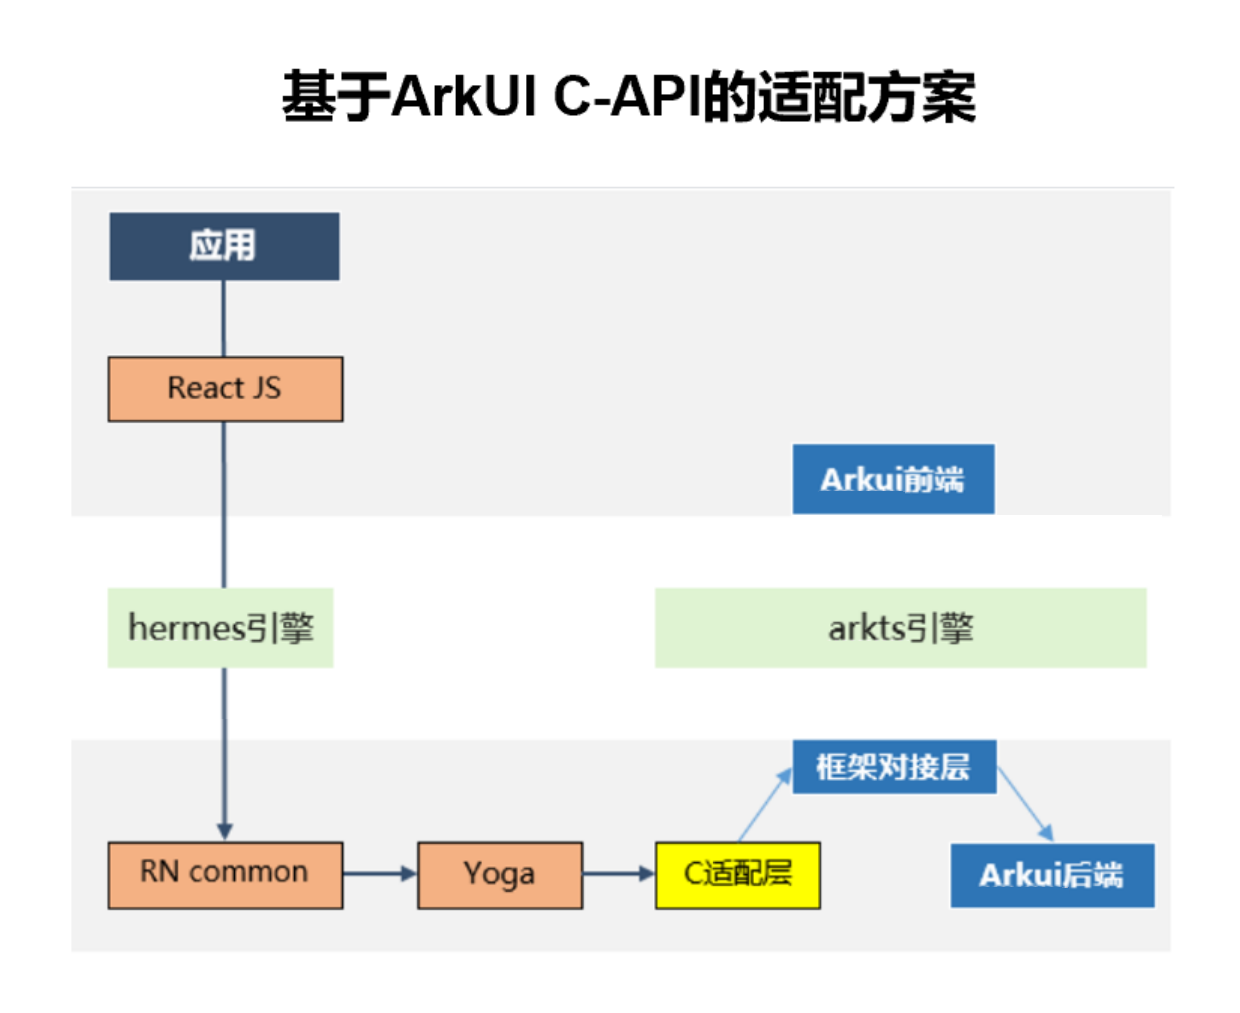 基于ArkUI C-API的适配方案
应用
React JS
Arkui前端
hermes引擎
arkts引擎
框架对接层
RN common
Yoga
C适配层
Arkui后端